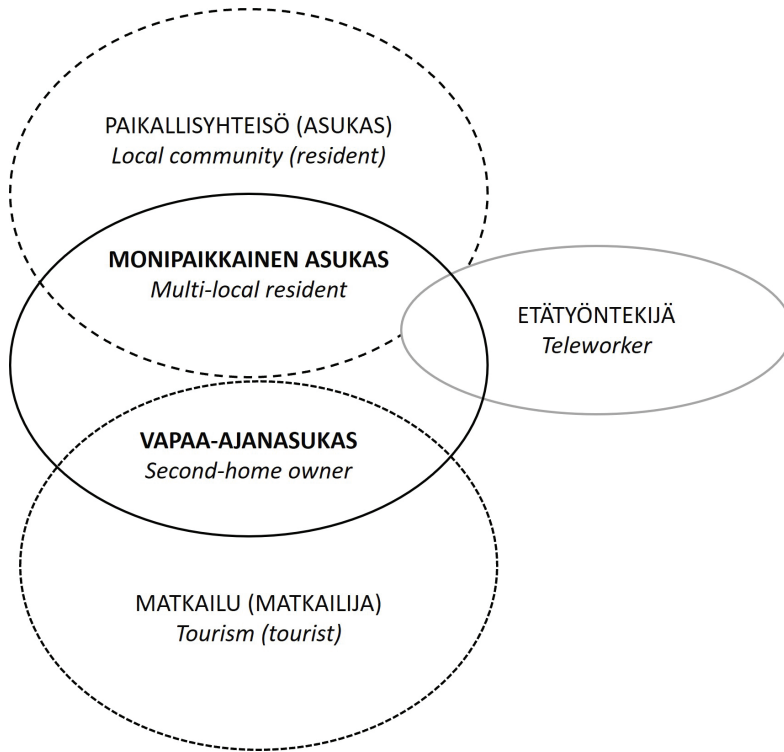 PAIKALLISYHTEISÖ (ASUKAS)
Local community (resident)
MONIPAIKKAINEN ASUKAS
Multi-local resident
ETÄTYÖNTEKIJÄ
Teleworker
VAPAA-AJANASUKAS
Second-home owner
MATKAILU (MATKAILIJA)
Tourism (tourist)